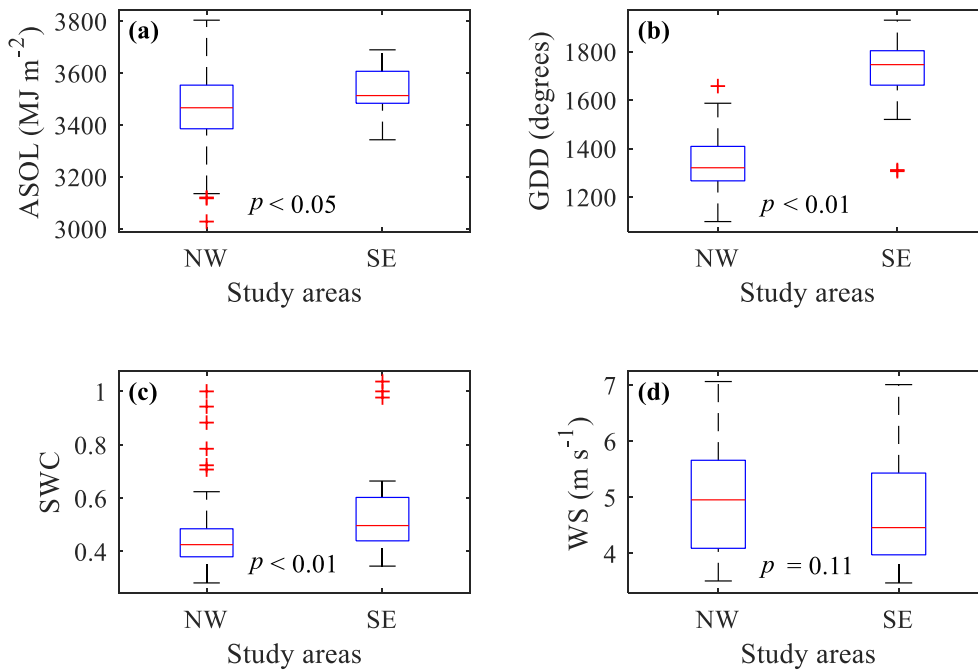 (a)
ASOL (MJ m⁻²)
3800
3600
3400
3200
3000
p < 0.05
NW SE
Study areas
(b)
GDD (degrees)
1800
1600
1400
1200
p < 0.01
NW SE
Study areas
(c)
SWC
1
0.8
0.6
0.4
p < 0.01
NW SE
Study areas
(d)
WS (m s⁻¹)
7
6
5
4
p = 0.11
NW SE
Study areas